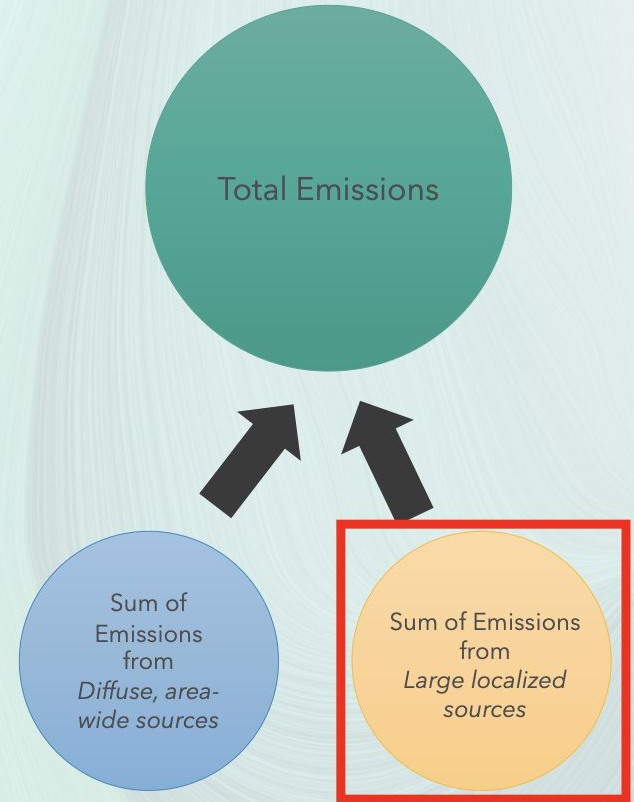 Total Emissions
Sum of
Emissions
from
Diffuse, area-
wide sources
Sum of Emissions
from
Large localized
sources